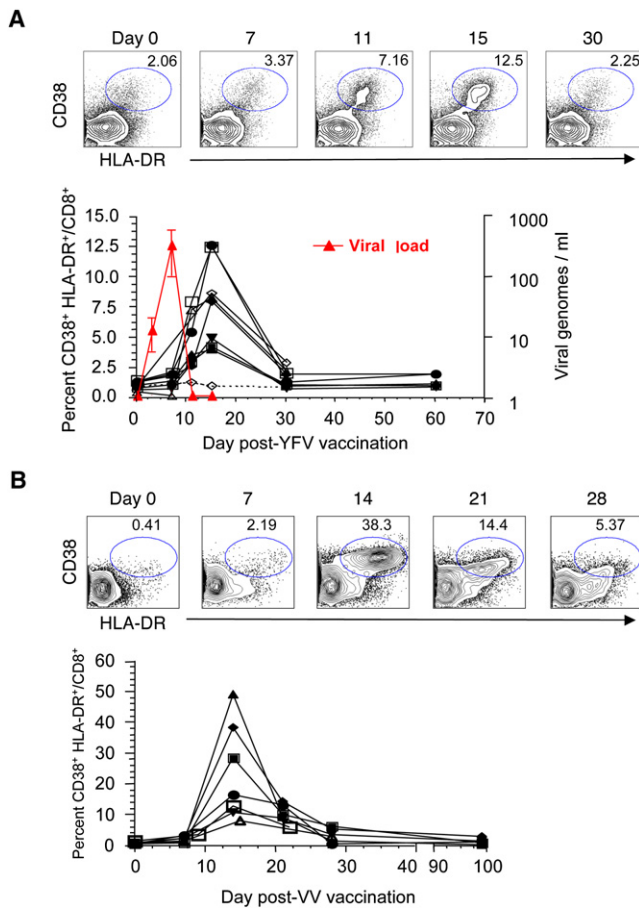 A
Day 0 7 11 15 30
2.06 3.37 7.16 12.5 2.25
CD38
HLA-DR
15.0 1000
12.5
Viral load
10.0 100
7.5
5.0 10
2.5
0.0 1
Percent CD38+ HLA-DR+/CD8+
Viral genomes / ml
0 10 20 30 40 50 60 70
Day post-YFV vaccination
B
Day 0 7 14 21 28
0.41 2.19 38.3 14.4 5.37
CD38
HLA-DR
60
50
40
30
20
10
0
Percent CD38+ HLA-DR+/CD8+
0 10 20 30 40 90 100
Day post-VV vaccination